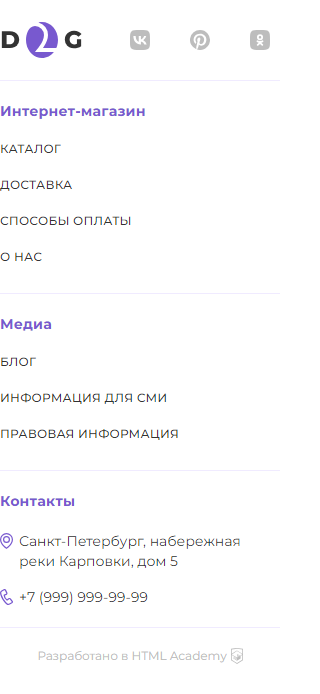 D2G
Интернет-магазин
КАТАЛОГ
ДОСТАВКА
СПОСОБЫ ОПЛАТЫ
О НАС
Медиа
БЛОГ
ИНФОРМАЦИЯ ДЛЯ СМИ
ПРАВОВАЯ ИНФОРМАЦИЯ
Контакты
Санкт-Петербург, набережная
реки Карповки, дом 5
+7 (999) 999-99-99
Разработано в HTML Academy